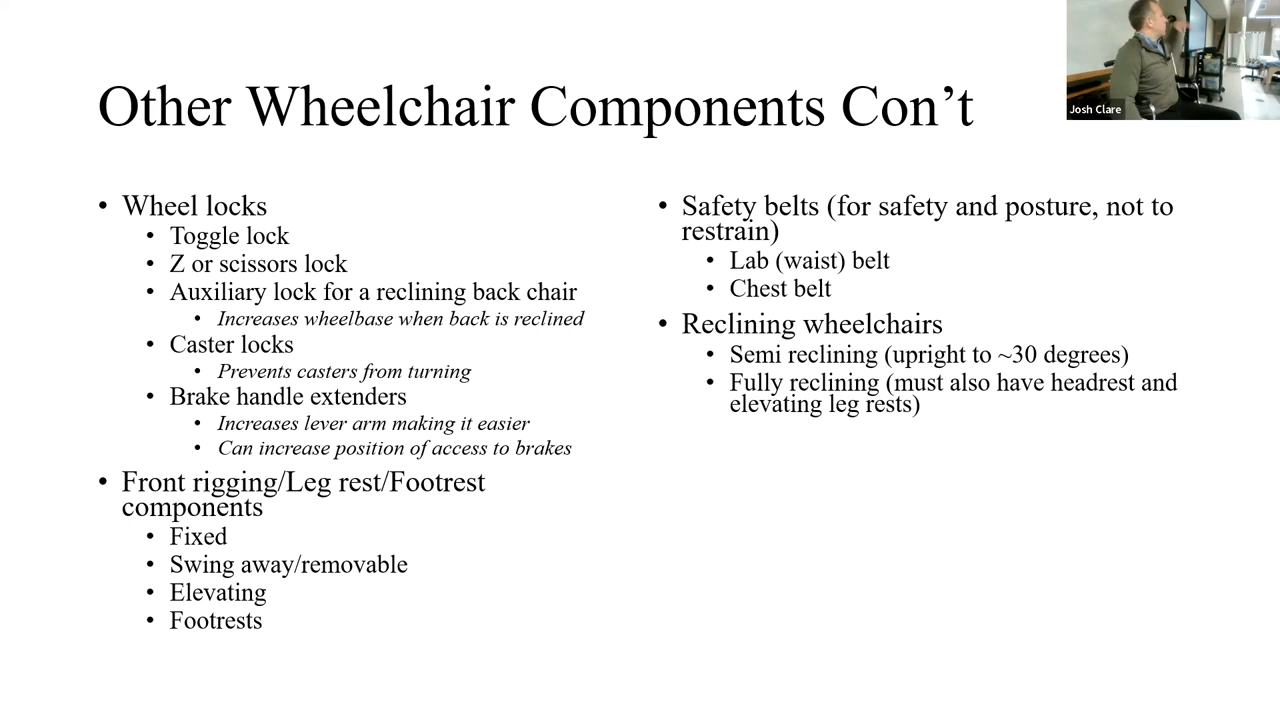 Other Wheelchair Components Con’t
Josh Clare
• Wheel locks
• Toggle lock
• Z or scissors lock
• Auxiliary lock for a reclining back chair
• Increases wheelbase when back is reclined
• Caster locks
• Prevents casters from turning
• Brake handle extenders
• Increases lever arm making it easier
• Can increase position of access to brakes
• Front rigging/Leg rest/Footrest
components
• Fixed
• Swing away/removable
• Elevating
• Footrests
• Safety belts (for safety and posture, not to
restrain)
• Lab (waist) belt
• Chest belt
• Reclining wheelchairs
• Semi reclining (upright to ~30 degrees)
• Fully reclining (must also have headrest and
elevating leg rests)